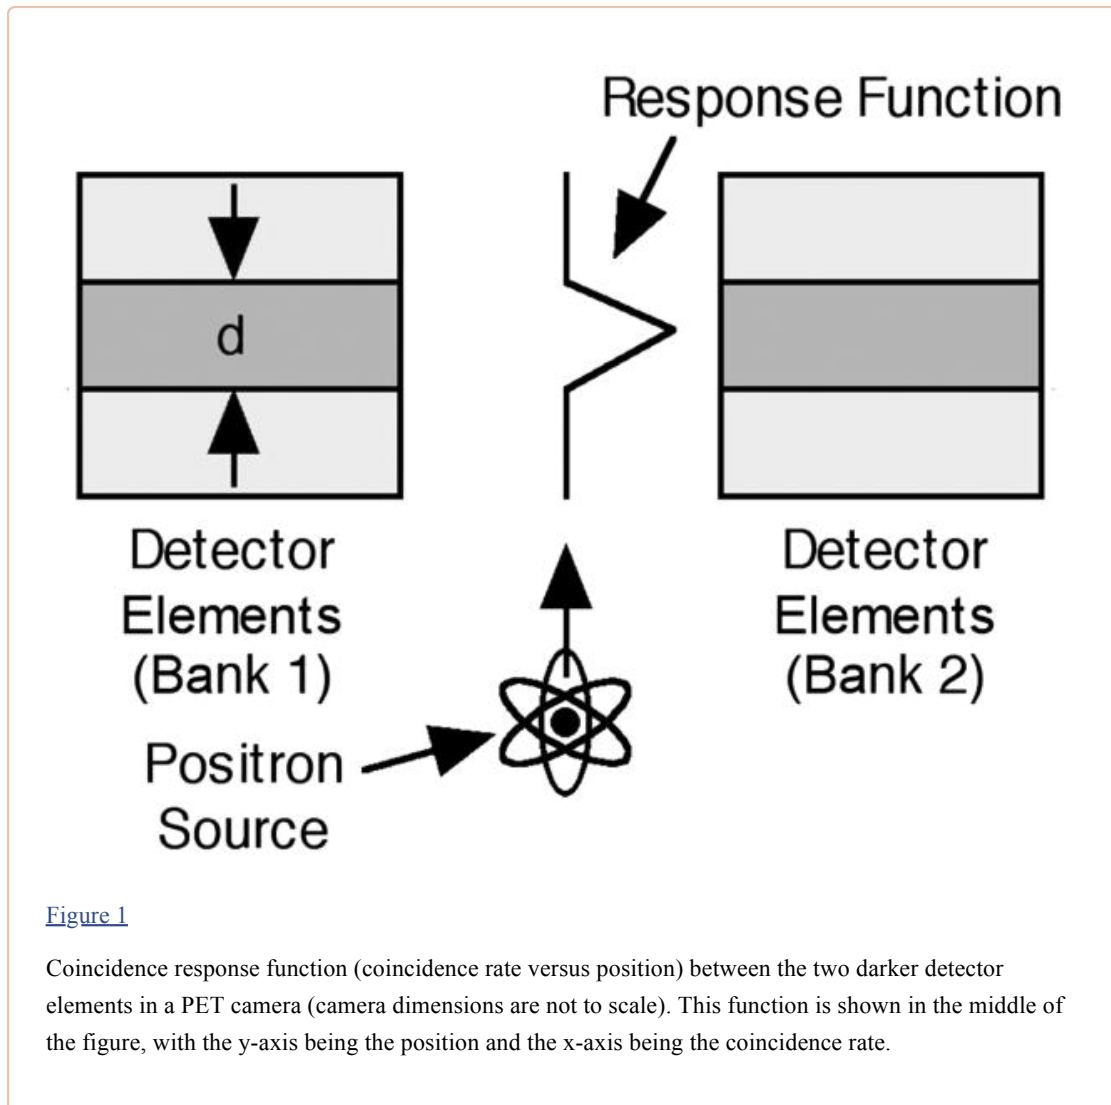 Response Function
d
Detector
Elements
(Bank 1)
Detector
Elements
(Bank 2)
Positron
Source
Figure 1
Coincidence response function (coincidence rate versus position) between the two darker detector
elements in a PET camera (camera dimensions are not to scale). This function is shown in the middle of
the figure, with the y-axis being the position and the x-axis being the coincidence rate.